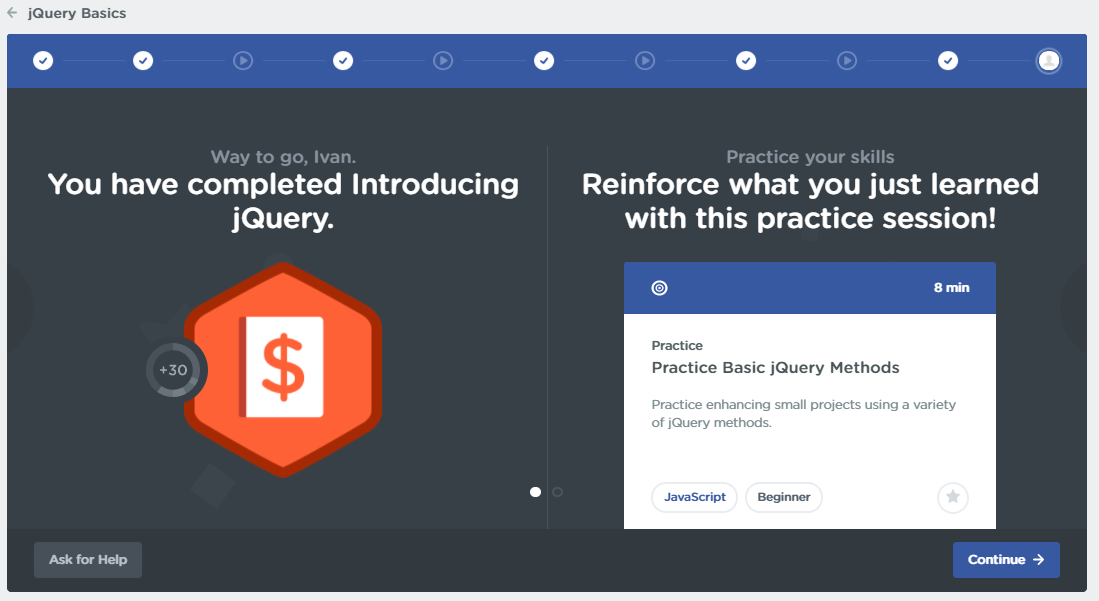 jQuery Basics
Way to go, Ivan.
You have completed Introducing
jQuery.
+30
$
Practice your skills
Reinforce what you just learned
with this practice session!
8 min
Practice
Practice Basic jQuery Methods
Practice enhancing small projects using a variety
of jQuery methods.
JavaScript
Beginner
Ask for Help
Continue →